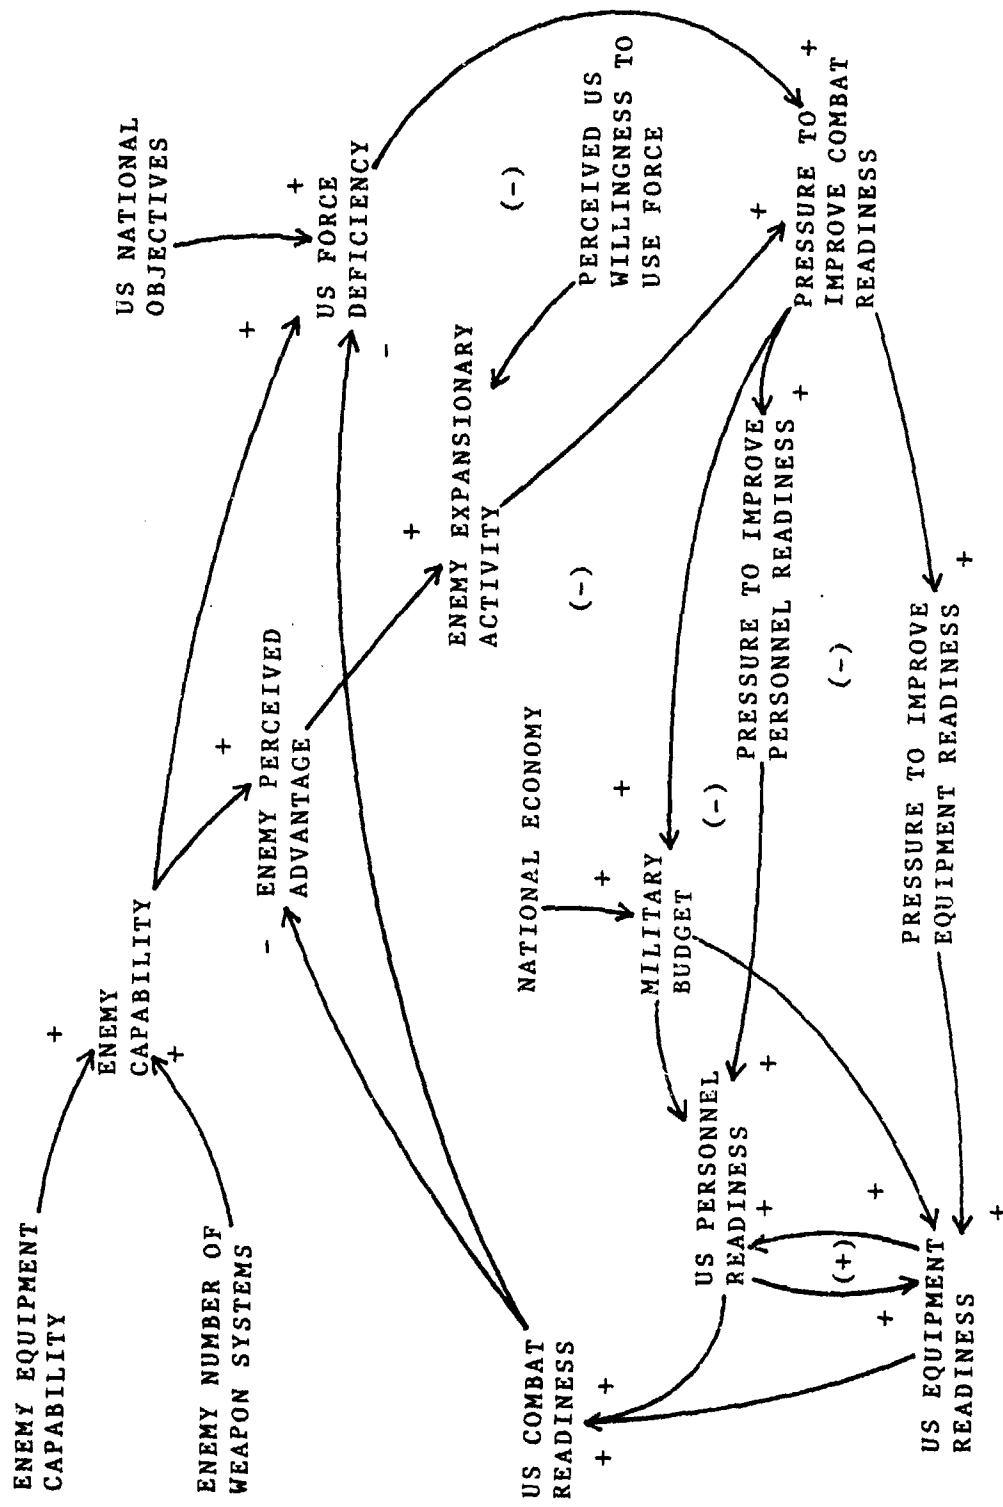 ENEMY EQUIPMENT
CAPABILITY
+
ENEMY NUMBER OF
WEAPON SYSTEMS
+
ENEMY
CAPABILITY
US NATIONAL
OBJECTIVES
+
+
US FORCE
DEFICIENCY
-
+
-
ENEMY PERCEIVED
ADVANTAGE
+
ENEMY EXPANSIONARY
ACTIVITY
(-)
(-)
PERCEIVED US
WILLINGNESS TO
USE FORCE
US COMBAT
READINESS
+
+
NATIONAL ECONOMY
+
+
MILITARY
BUDGET
(-)
US PERSONNEL
READINESS
+
+
PRESSURE TO IMPROVE
PERSONNEL READINESS
+
+
+
PRESSURE TO
IMPROVE COMBAT
READINESS
(+)
(-)
+
+
US EQUIPMENT
READINESS
+
PRESSURE TO IMPROVE
EQUIPMENT READINESS
+